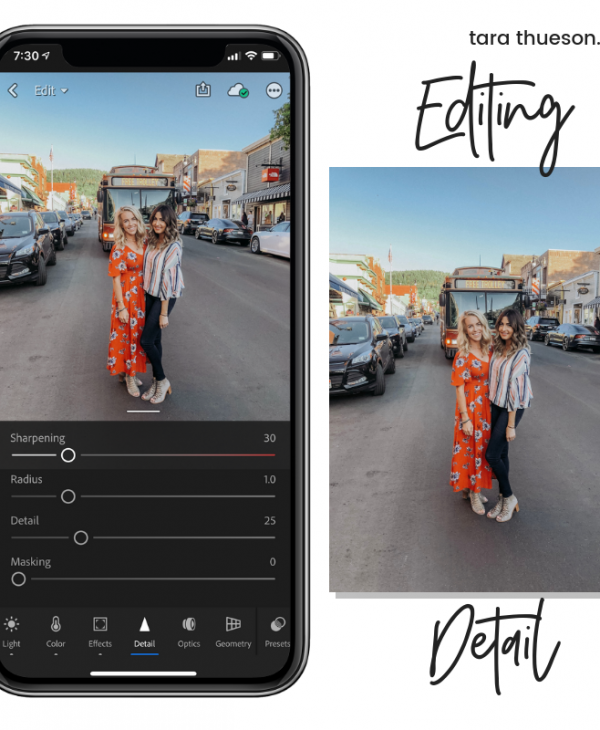 tara thueson.
Editing
7:30
Edit
Sharpening 30
Radius 1.0
Detail 25
Masking 0
Light Color Effects Detail Optics Geometry Presets
Detail